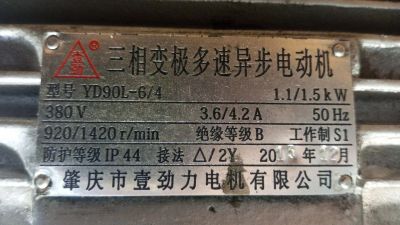 壹劲 三相变极多速异步电动机
型号 YD90L-6/4 1.1/1.5kW
380 V 3.6/4.2 A 50 Hz
920/1420 r/min 绝缘等级 B 工作制 S1
防护等级 IP 44 接法 △/2Y 年 月
肇庆市壹劲力电机有限公司